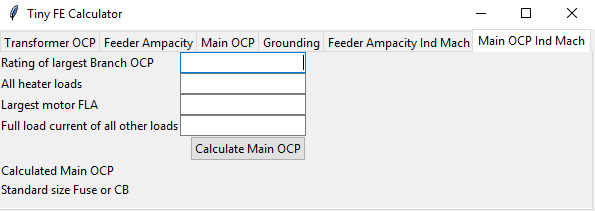 Tiny FE Calculator
Transformer OCP Feeder Ampacity Main OCP Grounding Feeder Ampacity Ind Mach Main OCP Ind Mach
Rating of largest Branch OCP
All heater loads
Largest motor FLA
Full load current of all other loads
Calculate Main OCP
Calculated Main OCP
Standard size Fuse or CB